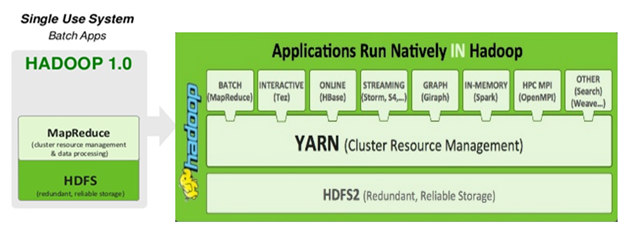 Single Use System
Batch Apps
HADOOP 1.0
MapReduce
(cluster resource management
& data processing)
HDFS
(redundant, reliable storage)
hadoop
Applications Run Natively IN Hadoop
BATCH
(MapReduce)
INTERACTIVE
(Tez)
ONLINE
(HBase)
STREAMING
(Storm, S4,...)
GRAPH
(Giraph)
IN-MEMORY
(Spark)
HPC MPI
(OpenMPI)
OTHER
(Search)
(Weave...)
YARN (Cluster Resource Management)
HDFS2 (Redundant, Reliable Storage)